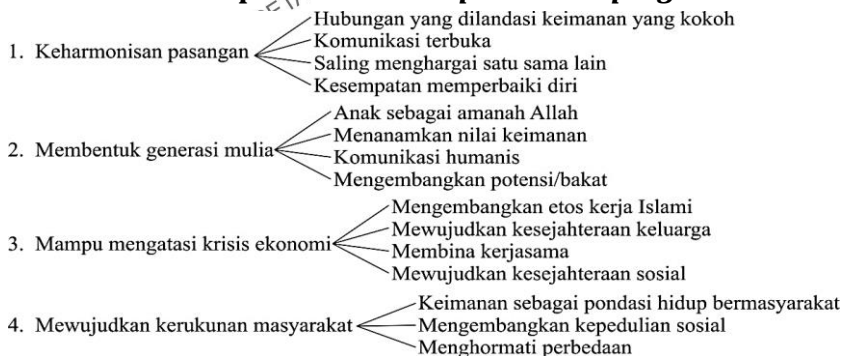 Hubungan yang dilandasi keimanan yang kokoh
1. Keharmonisan pasangan
Komunikasi terbuka
Saling menghargai satu sama lain
Kesempatan memperbaiki diri
Anak sebagai amanah Allah
Menanamkan nilai keimanan
2. Membentuk generasi mulia
Komunikasi humanis
Mengembangkan potensi/bakat
Mengembangkan etos kerja Islami
Mewujudkan kesejahteraan keluarga
3. Mampu mengatasi krisis ekonomi
Membina kerjasama
Mewujudkan kesejahteraan sosial
Keimanan sebagai pondasi hidup bermasyarakat
4. Mewujudkan kerukunan masyarakat
Mengembangkan kepedulian sosial
Menghormati perbedaan